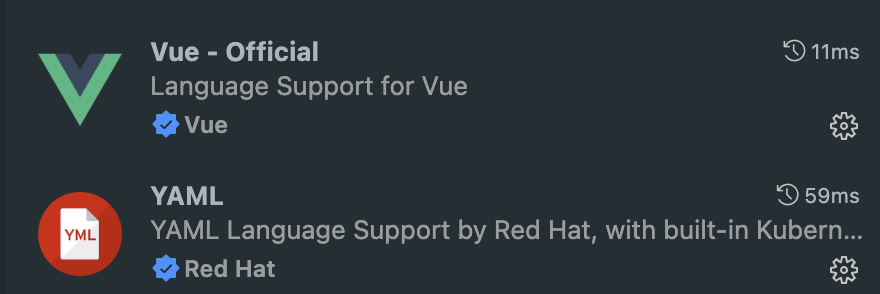 Vue - Official
11ms
Language Support for Vue
Vue
YAML
59ms
YML
YAML Language Support by Red Hat, with built-in Kubern...
Red Hat